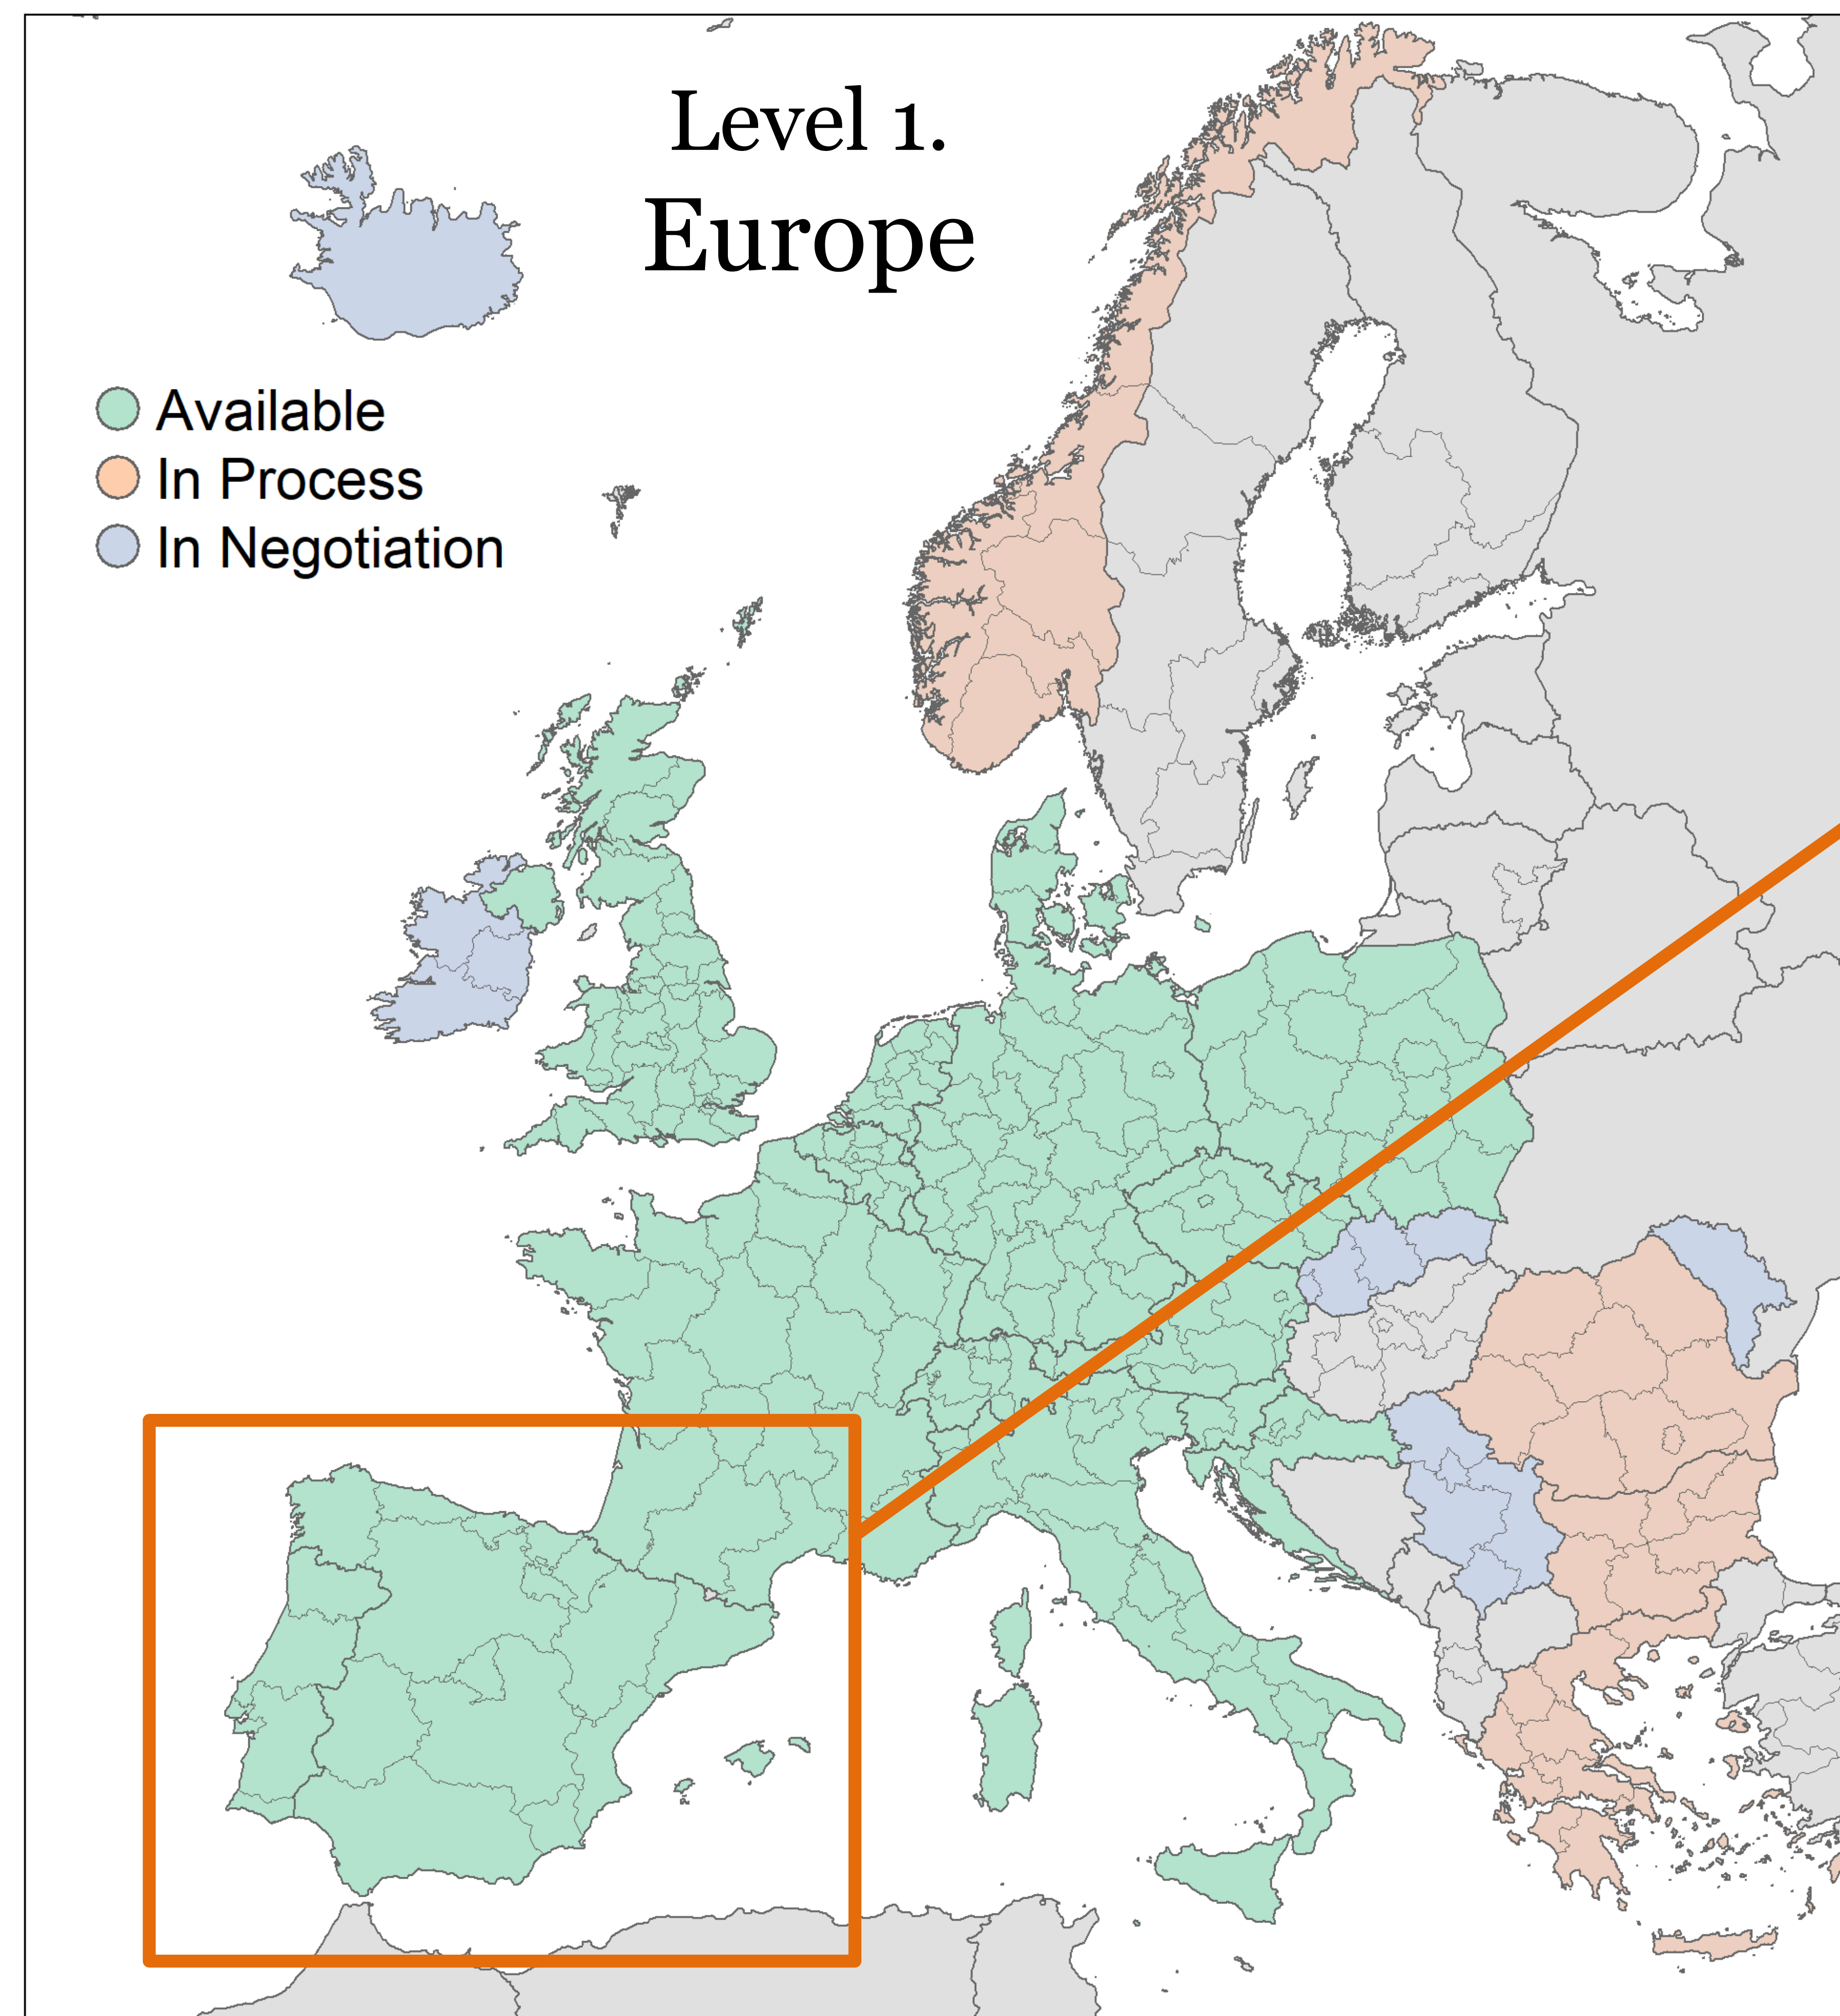 Level 1.
Europe
Available
In Process
In Negotiation